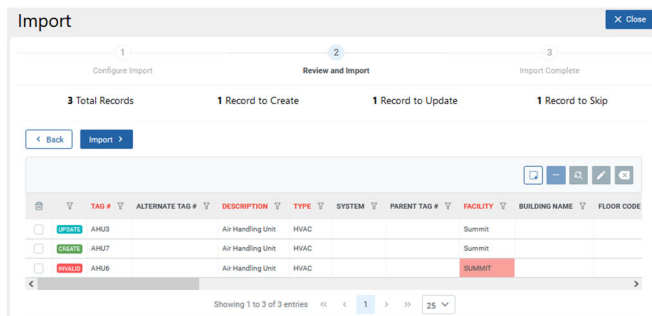 Import
× Close
1 2 3
Configure Import Review and Import Import Complete
3 Total Records 1 Record to Create 1 Record to Update 1 Record to Skip
< Back Import >
TAG # ALTERNATE TAG # DESCRIPTION TYPE SYSTEM PARENT TAG # FACILITY BUILDING NAME FLOOR CODE
UPDATE AHU3 Air Handling Unit HVAC Summit
CREATE AHU7 Air Handling Unit HVAC Summit
INVALID AHU6 Air Handling Unit HVAC SUMMIT
Showing 1 to 3 of 3 entries << < 1 > >> 25